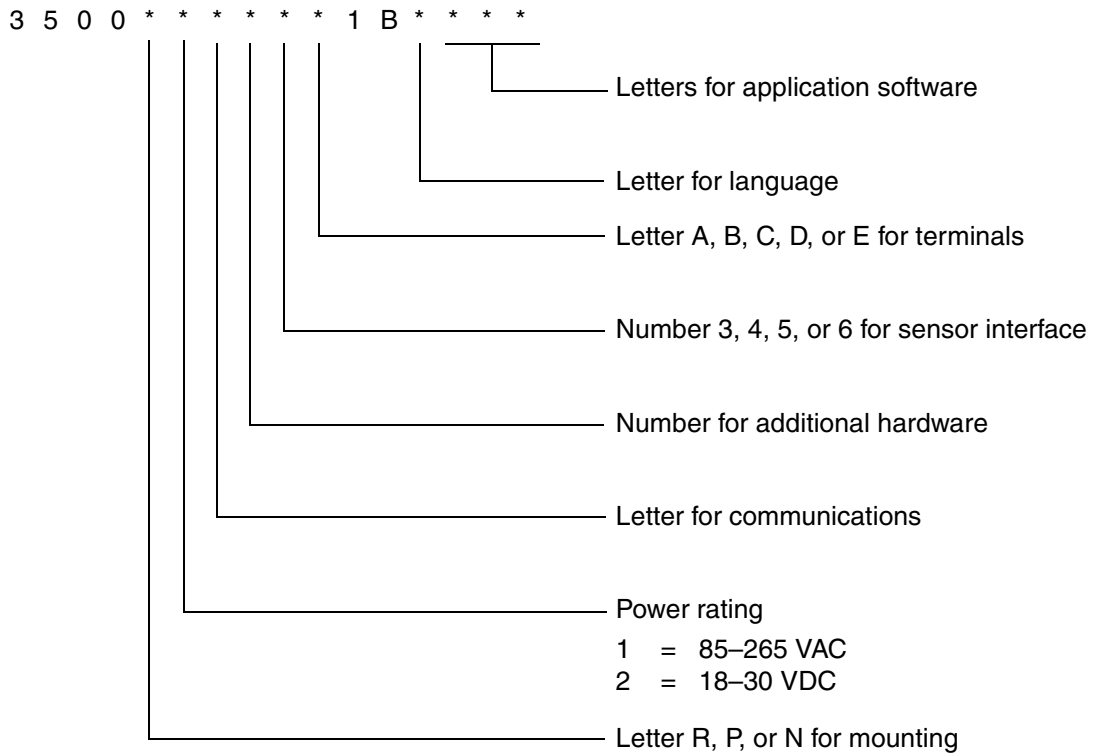 3 5 0 0 * * * * * * 1 B * * * *
Letters for application software
Letter for language
Letter A, B, C, D, or E for terminals
Number 3, 4, 5, or 6 for sensor interface
Number for additional hardware
Letter for communications
Power rating
1 = 85–265 VAC
2 = 18–30 VDC
Letter R, P, or N for mounting